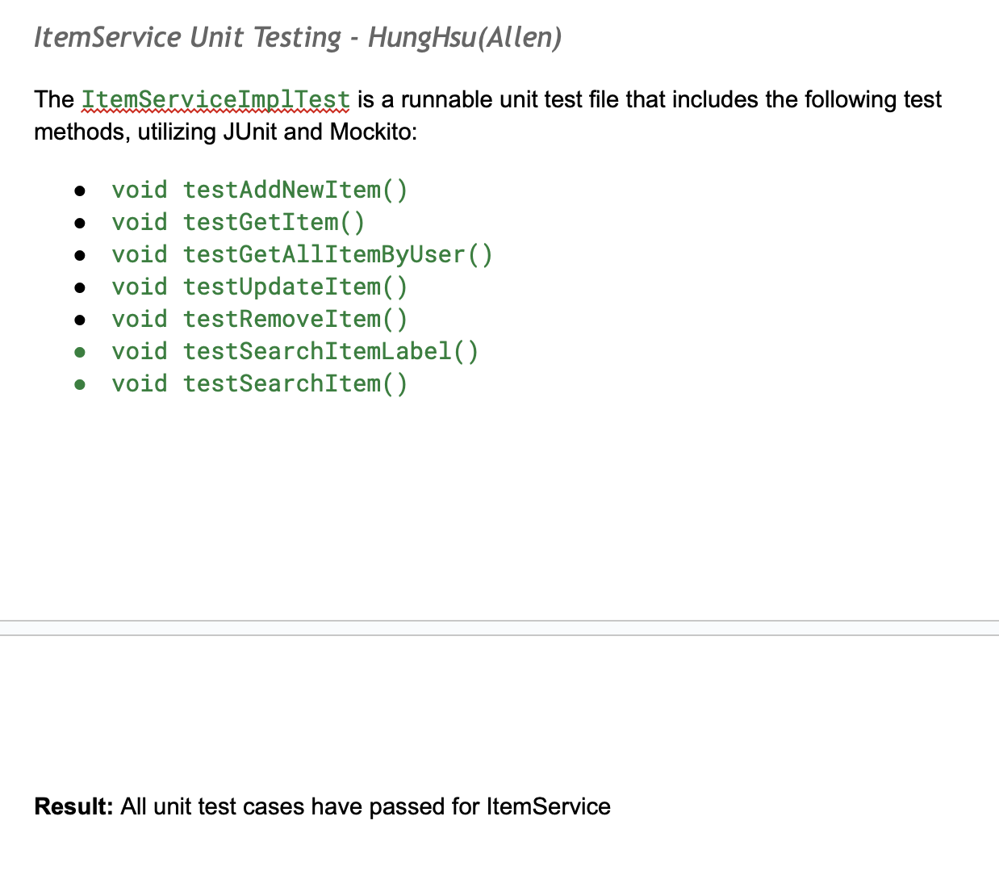 ItemService Unit Testing - HungHsu(Allen)
The ItemServiceImplTest is a runnable unit test file that includes the following test
methods, utilizing JUnit and Mockito:
● void testAddNewItem()
● void testGetItem()
● void testGetAllItemByUser()
● void testUpdateItem()
● void testRemoveItem()
● void testSearchItemLabel()
● void testSearchItem()
Result: All unit test cases have passed for ItemService